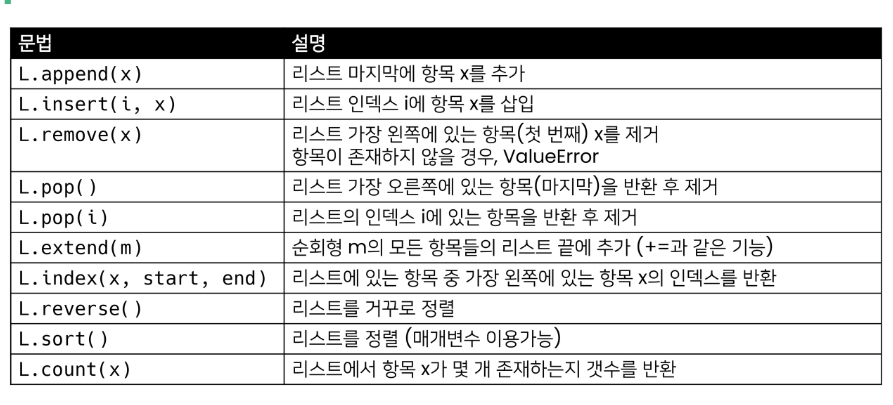 문법 설명
L.append(x) 리스트 마지막에 항목 x를 추가
L.insert(i, x) 리스트 인덱스 i에 항목 x를 삽입
L.remove(x) 리스트 가장 왼쪽에 있는 항목(첫 번째) x를 제거
항목이 존재하지 않을 경우, ValueError
L.pop() 리스트 가장 오른쪽에 있는 항목(마지막)을 반환 후 제거
L.pop(i) 리스트의 인덱스 i에 있는 항목을 반환 후 제거
L.extend(m) 순회형 m의 모든 항목들의 리스트 끝에 추가 (+=과 같은 기능)
L.index(x, start, end) 리스트에 있는 항목 중 가장 왼쪽에 있는 항목 x의 인덱스를 반환
L.reverse() 리스트를 거꾸로 정렬
L.sort() 리스트를 정렬 (매개변수 이용가능)
L.count(x) 리스트에서 항목 x가 몇 개 존재하는지 갯수를 반환